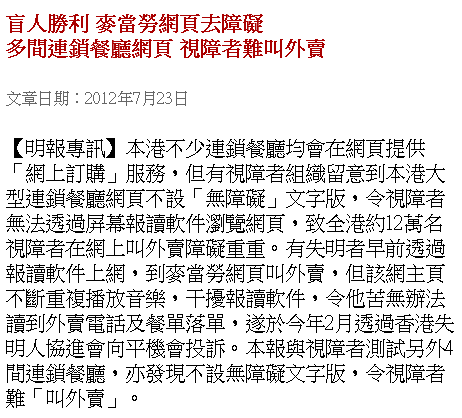 盲人勝利 麥當勞網頁去障礙
多間連鎖餐廳網頁 視障者難叫外賣
文章日期：2012年7月23日
【明報專訊】本港不少連鎖餐廳均會在網頁提供
「網上訂購」服務，但有視障者組織留意到本港大
型連鎖餐廳網頁不設「無障礙」文字版，令視障者
無法透過屏幕報讀軟件瀏覽網頁，致全港約12萬名
視障者在網上叫外賣障礙重重。有失明者早前透過
報讀軟件上網，到麥當勞網頁叫外賣，但該網主頁
不斷重複播放音樂，干擾報讀軟件，令他苦無辦法
讀到外賣電話及餐單落單，遂於今年2月透過香港失
明人協進會向平機會投訴。本報與視障者測試另外4
間連鎖餐廳，亦發現不設無障礙文字版，令視障者
難「叫外賣」。